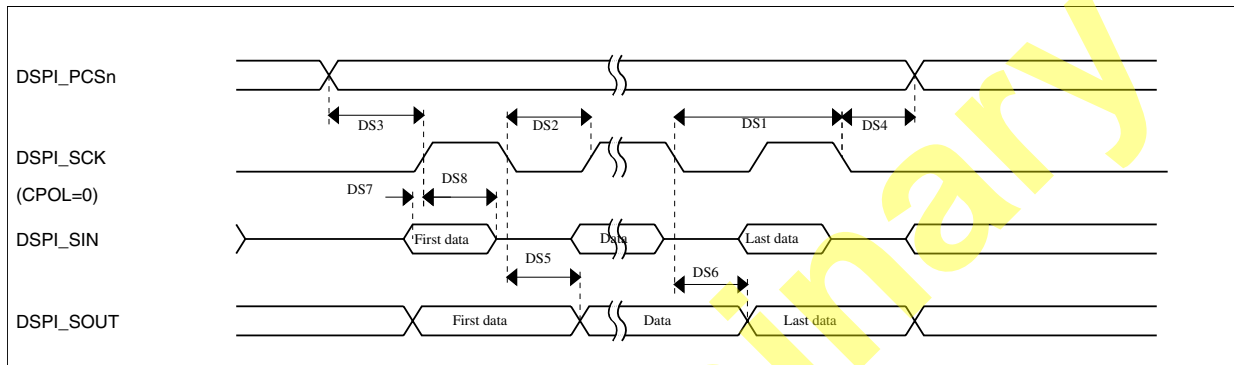 DSPI_PCSn
DS3
DS2
DS1
DS4
DSPI_SCK
(CPOL=0)
DS7
DS8
DSPI_SIN
First data
Data
Last data
DS5
DS6
DSPI_SOUT
First data
Data
Last data
inary